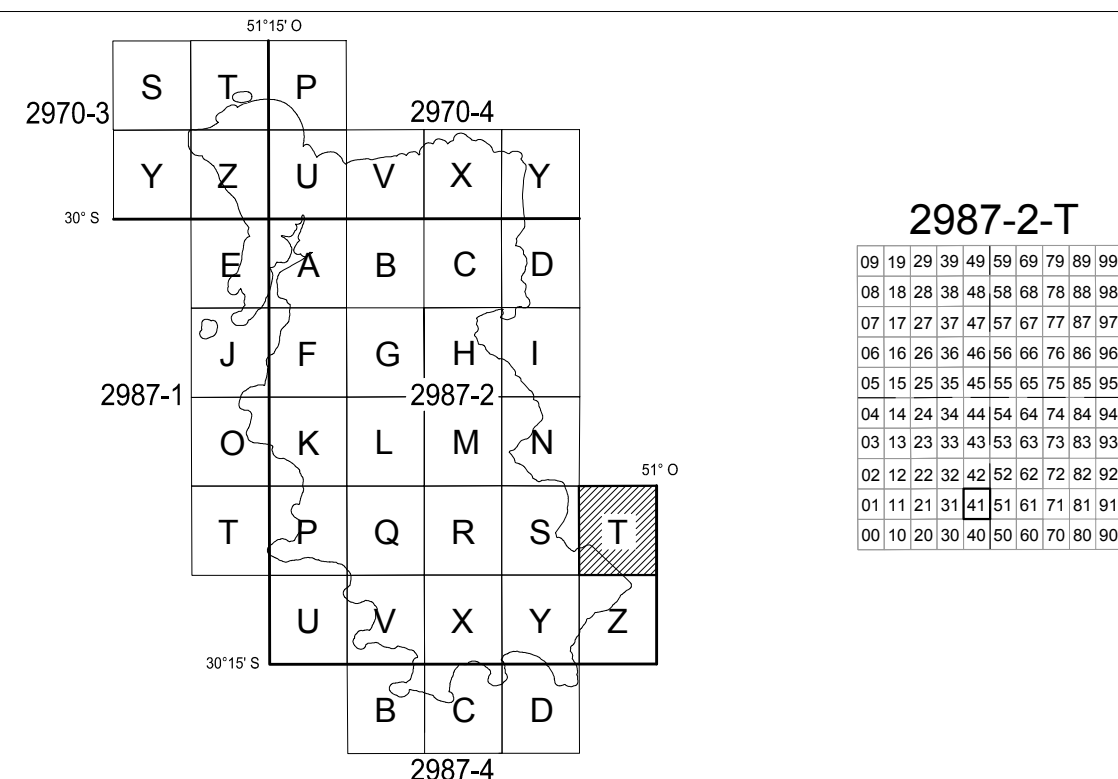 51°15' O
S T P
2970-3 2970-4
Y Z U V X Y
30° S
E A B C D
J F G H I
2987-1 2987-2
O K L M N
51° O
T P Q R S T
U V X Y Z
30°15' S
B C D
2987-4
2987-2-T
09 19 29 39 49 59 69 79 89 99
08 18 28 38 48 58 68 78 88 98
07 17 27 37 47 57 67 77 87 97
06 16 26 36 46 56 66 76 86 96
05 15 25 35 45 55 65 75 85 95
04 14 24 34 44 54 64 74 84 94
03 13 23 33 43 53 63 73 83 93
02 12 22 32 42 52 62 72 82 92
01 11 21 31 41 51 61 71 81 91
00 10 20 30 40 50 60 70 80 90